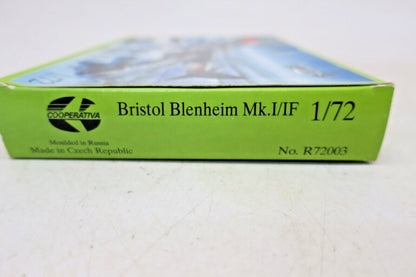 COOPERATIVA
Bristol Blenheim Mk.I/IF 1/72
Moulded in Russia
Made in Czech Republic
No. R72003